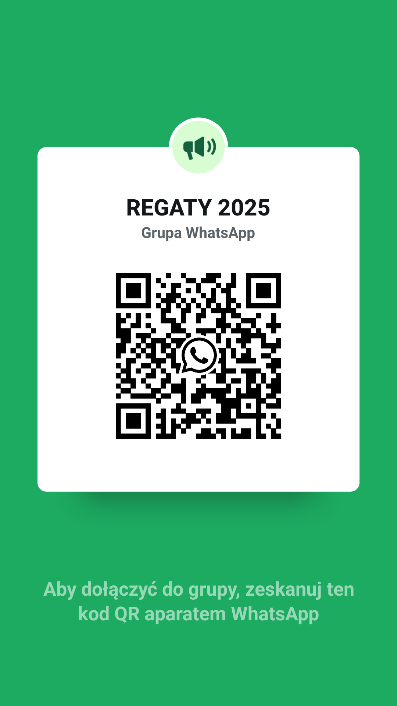 REGATY 2025
Grupa WhatsApp
Aby dołączyć do grupy, zeskanuj ten
kod QR aparatem WhatsApp